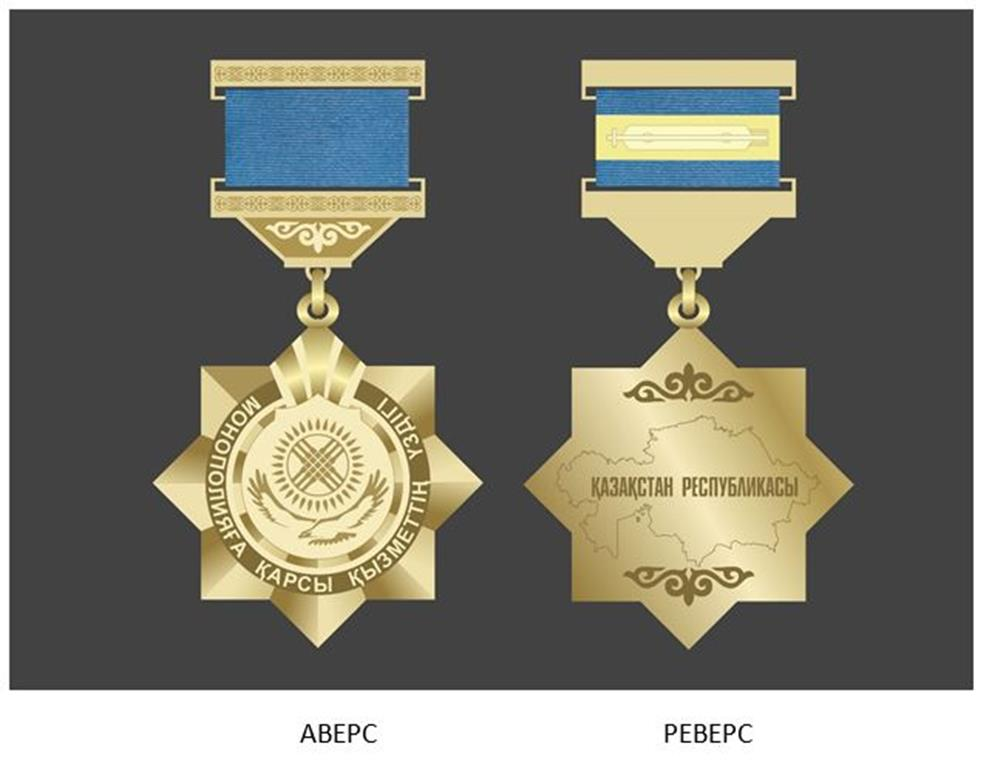 МОНОПОЛИЯҒА ҚАРСЫ ҚЫЗМЕТТІҢ ҮЗДІГІ
ҚАЗАҚСТАН РЕСПУБЛИКАСЫ
АВЕРС
РЕВЕРС